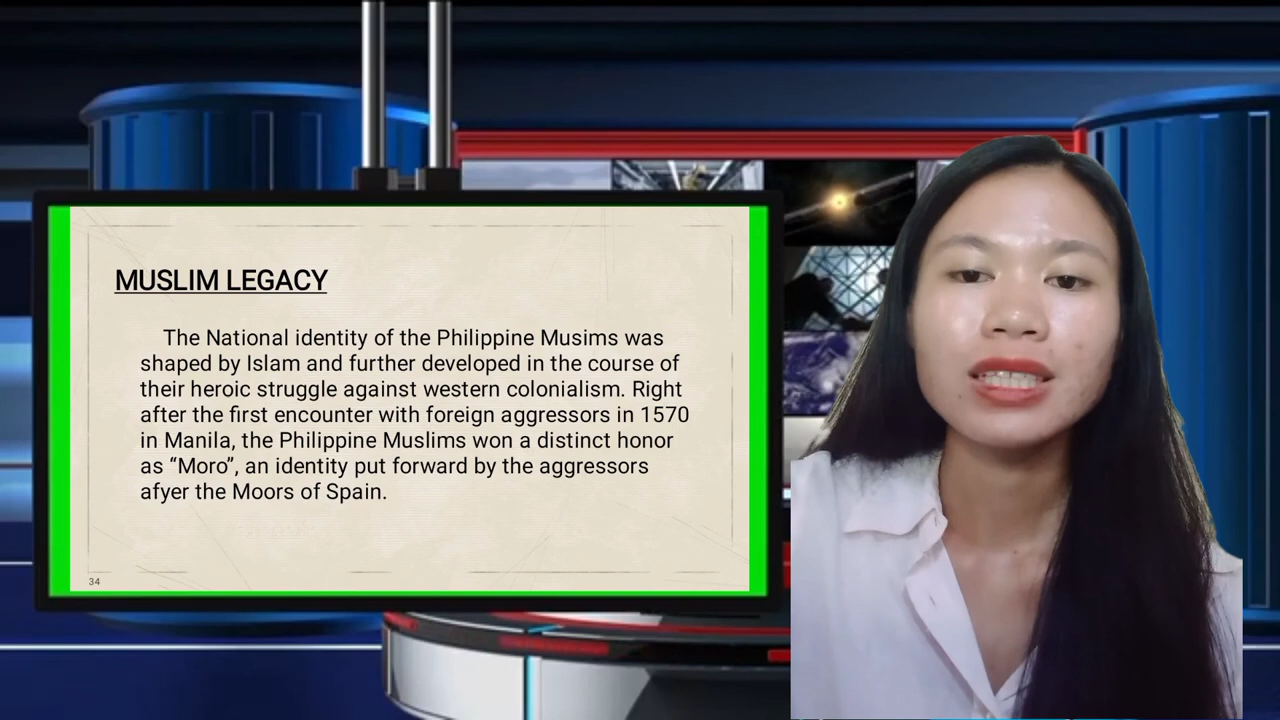 MUSLIM LEGACY
The National identity of the Philippine Musims was
shaped by Islam and further developed in the course of
their heroic struggle against western colonialism. Right
after the first encounter with foreign aggressors in 1570
in Manila, the Philippine Muslims won a distinct honor
as “Moro”, an identity put forward by the aggressors
afyer the Moors of Spain.
34